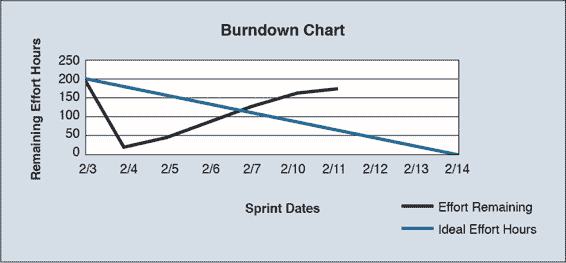 Burndown Chart
Remaining Effort Hours
250
200
150
100
50
0
2/3 2/4 2/5 2/6 2/7 2/10 2/11 2/12 2/13 2/14
Sprint Dates
Effort Remaining
Ideal Effort Hours